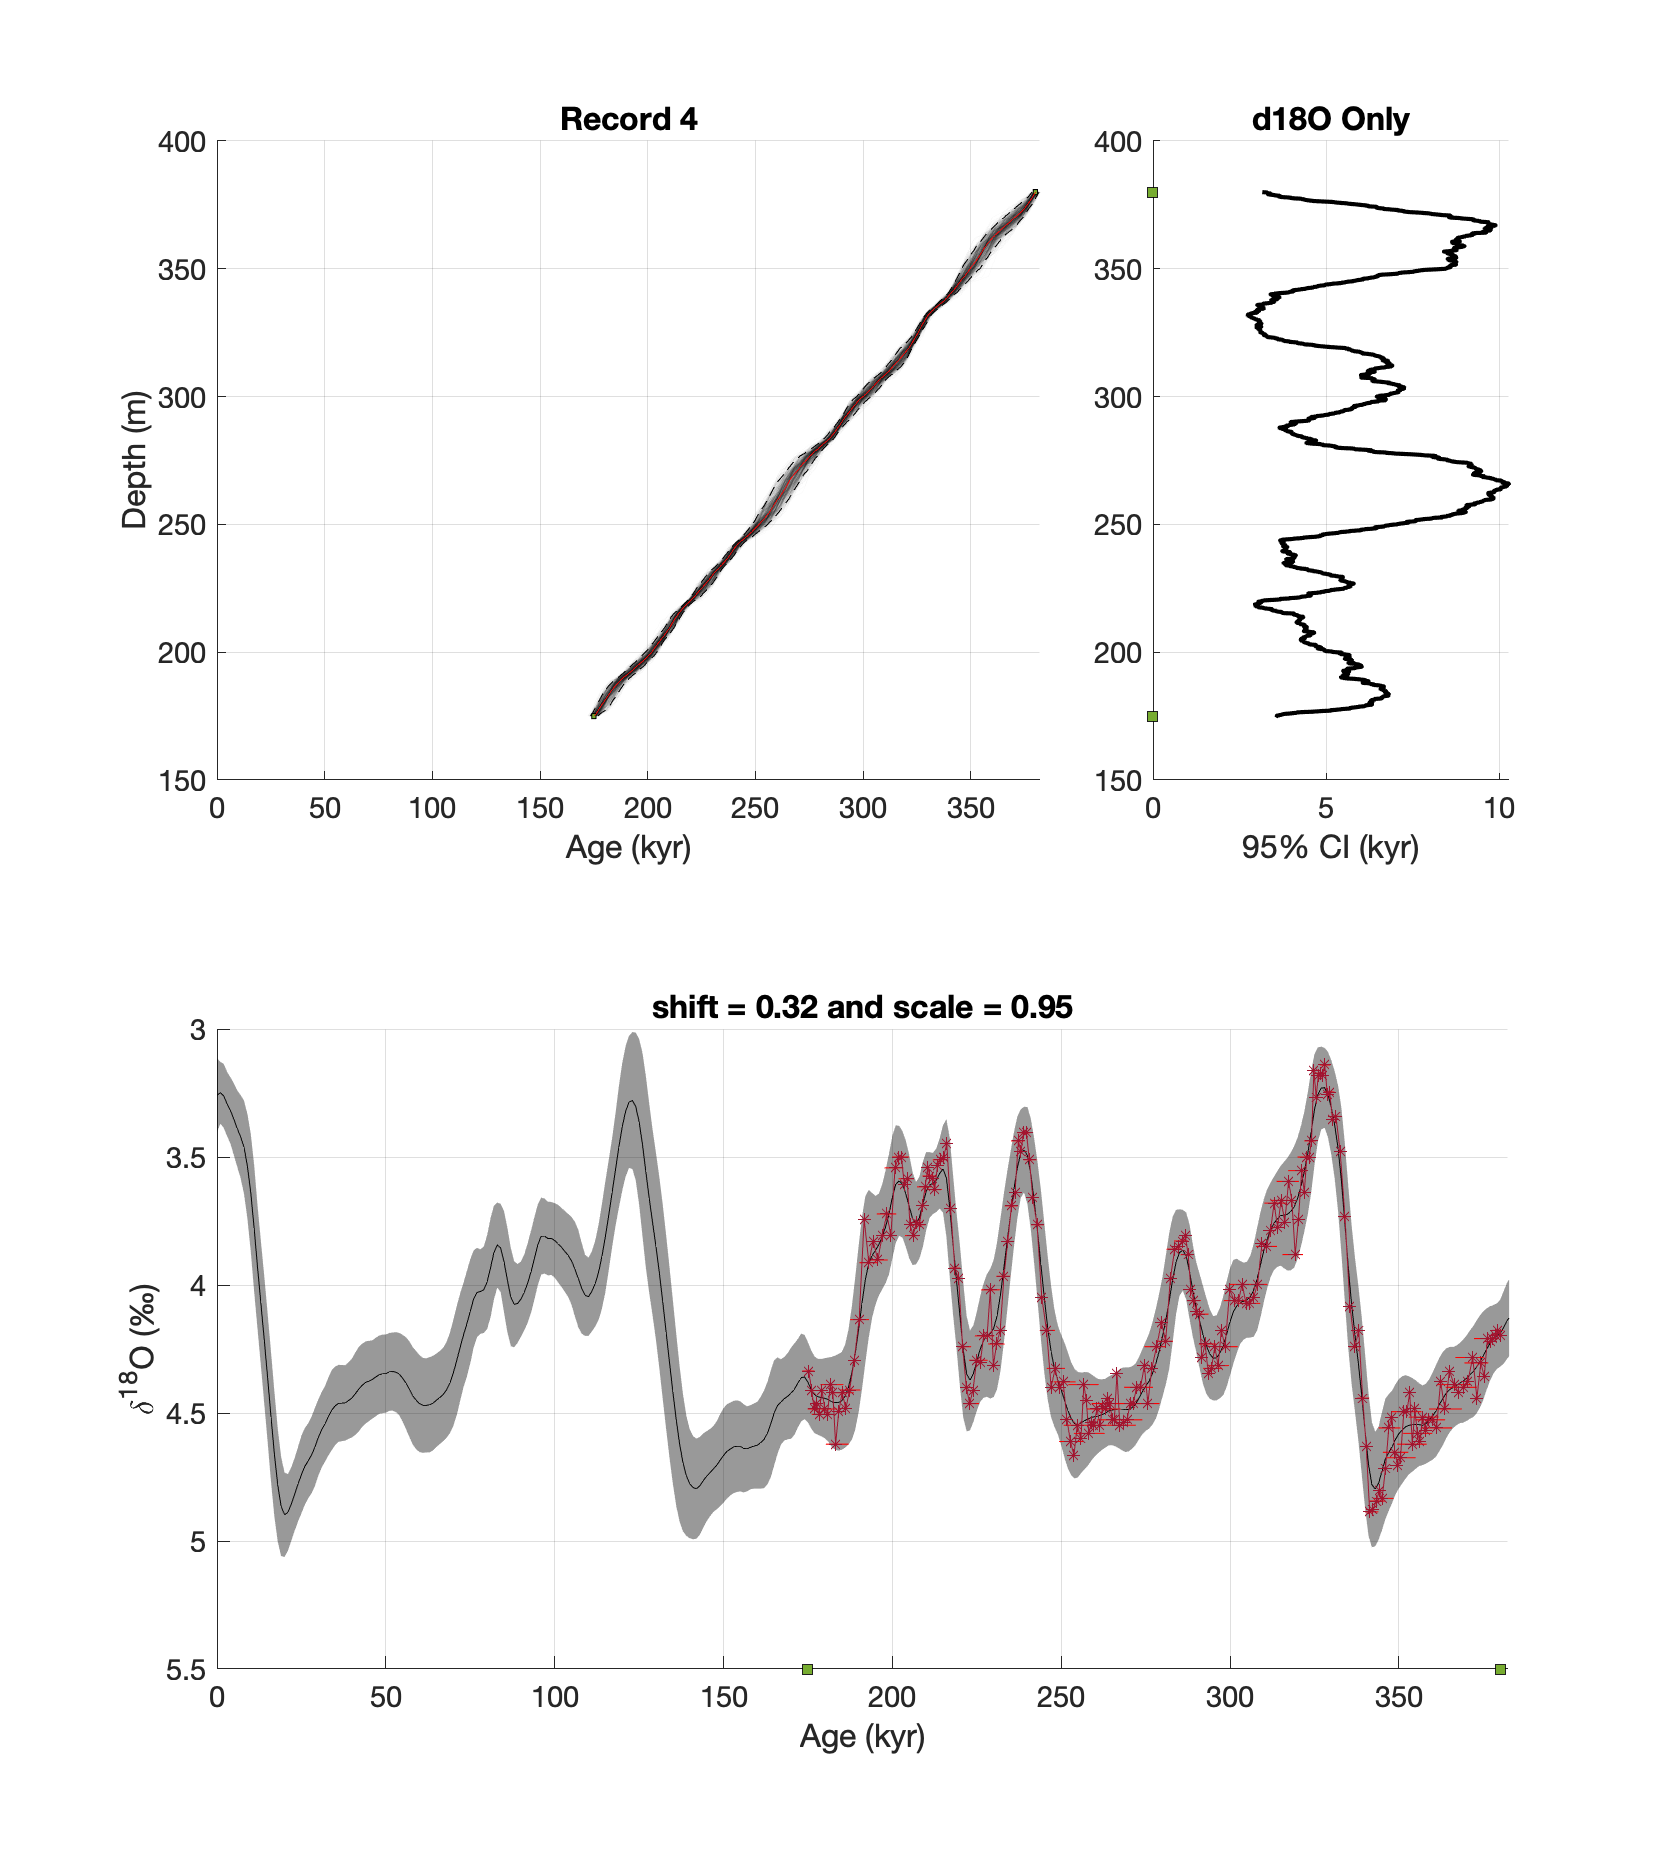 Record 4
400
350
300
250
200
150
Depth (m)
0 50 100 150 200 250 300 350
Age (kyr)
d18O Only
400
350
300
250
200
150
0 5 10
95% CI (kyr)
shift = 0.32 and scale = 0.95
3
3.5
4
4.5
5
5.5
δ¹⁸O (‰)
0 50 100 150 200 250 300 350
Age (kyr)